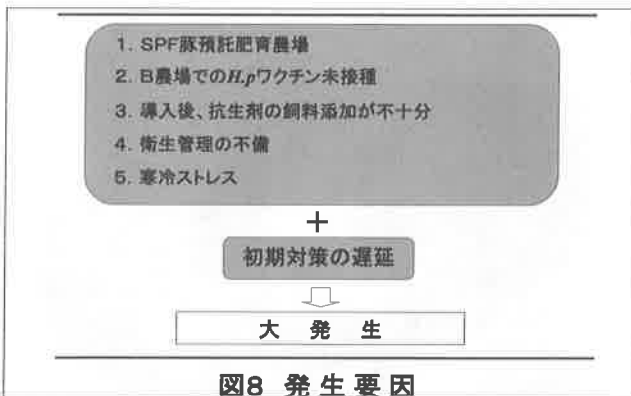 1. SPF豚預託肥育農場
2. B農場でのH.pワクチン未接種
3. 導入後、抗生剤の飼料添加が不十分
4. 衛生管理の不備
5. 寒冷ストレス
+
初期対策の遅延
大 発 生
図8 発生要因